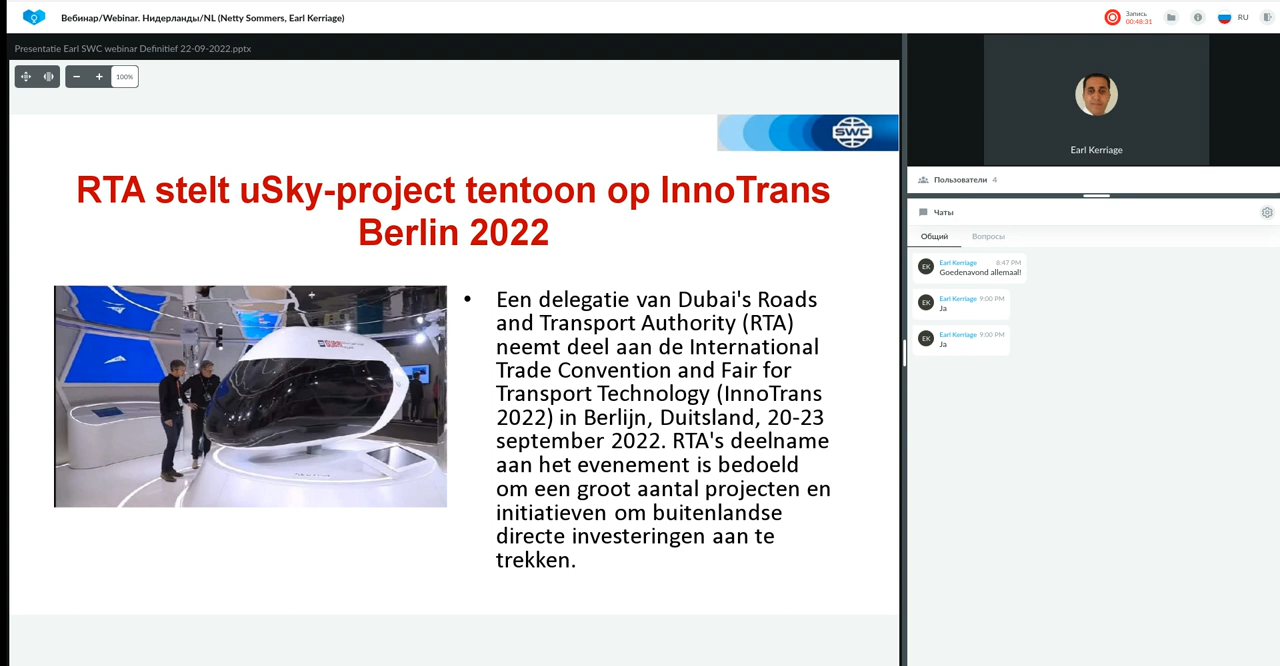 Вебинар/Webinar. Нидерланды/NL (Netty Sommers, Earl Kerriage)
Запись
00:48:31
RU
Presentatie Earl SWC webinar Definitief 22-09-2022.pptx
100%
SWC
RTA stelt uSky-project tentoon op InnoTrans
Berlin 2022
• Een delegatie van Dubai's Roads
and Transport Authority (RTA)
neemt deel aan de International
Trade Convention and Fair for
Transport Technology (InnoTrans
2022) in Berlijn, Duitsland, 20-23
september 2022. RTA's deelname
aan het evenement is bedoeld
om een groot aantal projecten en
initiatieven om buitenlandse
directe investeringen aan te
trekken.
Earl Kerriage
Пользователи 4
Чаты
Общий Вопросы
EK
Earl Kerriage 8:47 PM
Goedenavond allemaal!
EK
Earl Kerriage 9:00 PM
Ja
EK
Earl Kerriage 9:00 PM
Ja